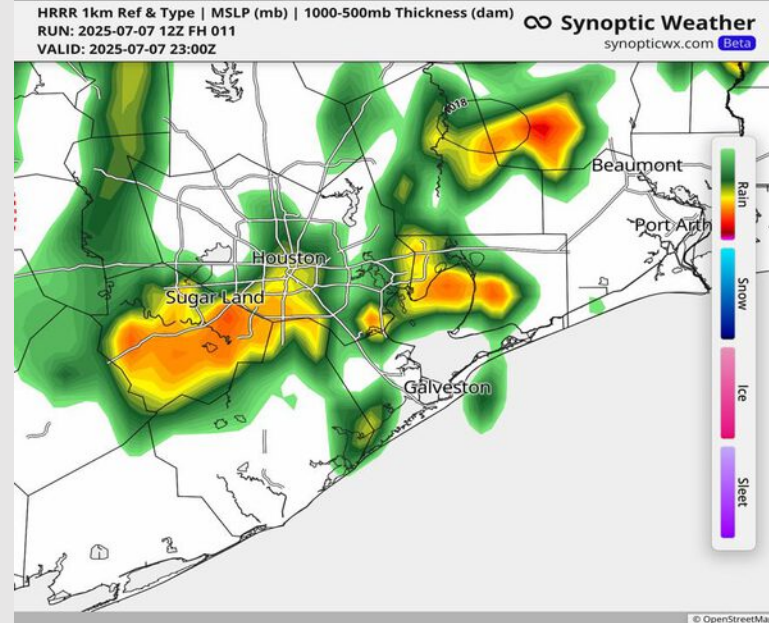 HRRR 1km Ref & Type | MSLP (mb) | 1000-500mb Thickness (dam)
RUN: 2025-07-07 12Z FH 011
VALID: 2025-07-07 23:00Z
Synoptic Weather
synopticwx.com Beta
Beaumont
Port Arth
Houston
Sugar Land
Galveston
Rain
Snow
Ice
Sleet
© OpenStreetMa